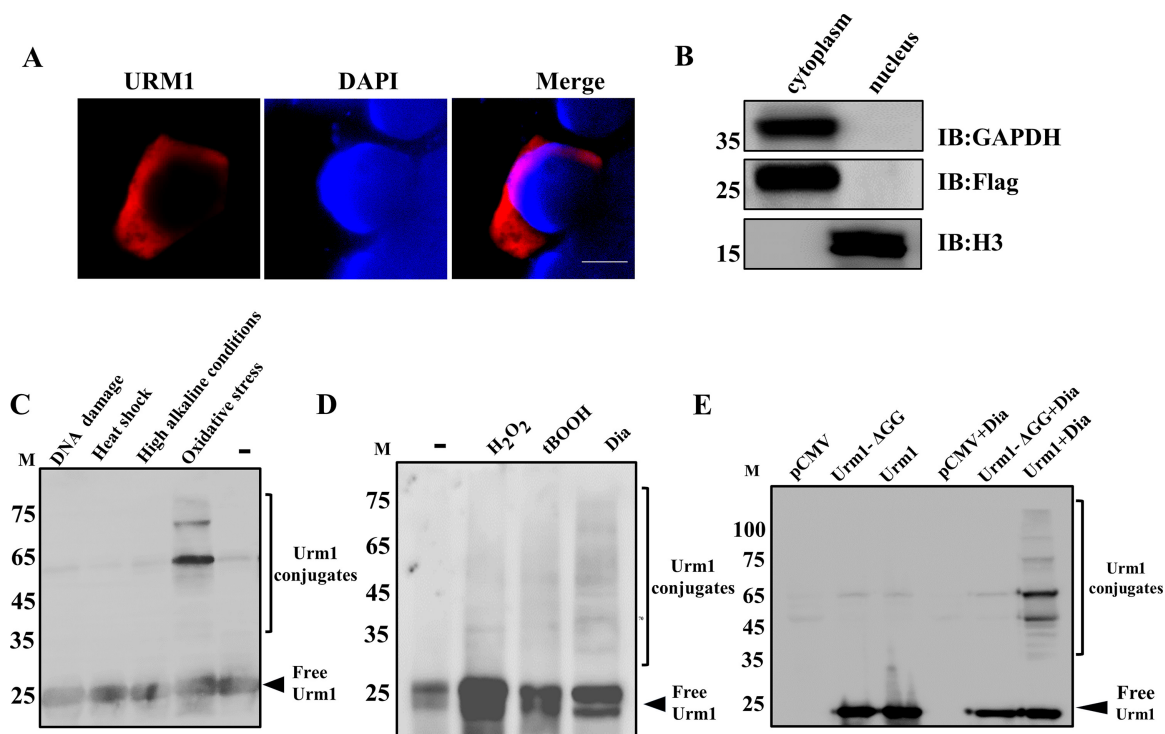 A
URM1 DAPI Merge
B
cytoplasm nucleus
35 IB:GAPDH
25 IB:Flag
15 IB:H3
C
M DNA damage Heat shock High alkaline conditions Oxidative stress -
75
65
45
35
25
Urm1
conjugates
Free
Urm1
D
M - H2O2 tBOOH Dia
75
65
45
35
25
Urm1
conjugates
Free
Urm1
E
M pCMV Urm1-ΔGG Urm1 pCMV+Dia Urm1-ΔGG+Dia Urm1+Dia
100
75
65
45
35
25
Urm1
conjugates
Free
Urm1